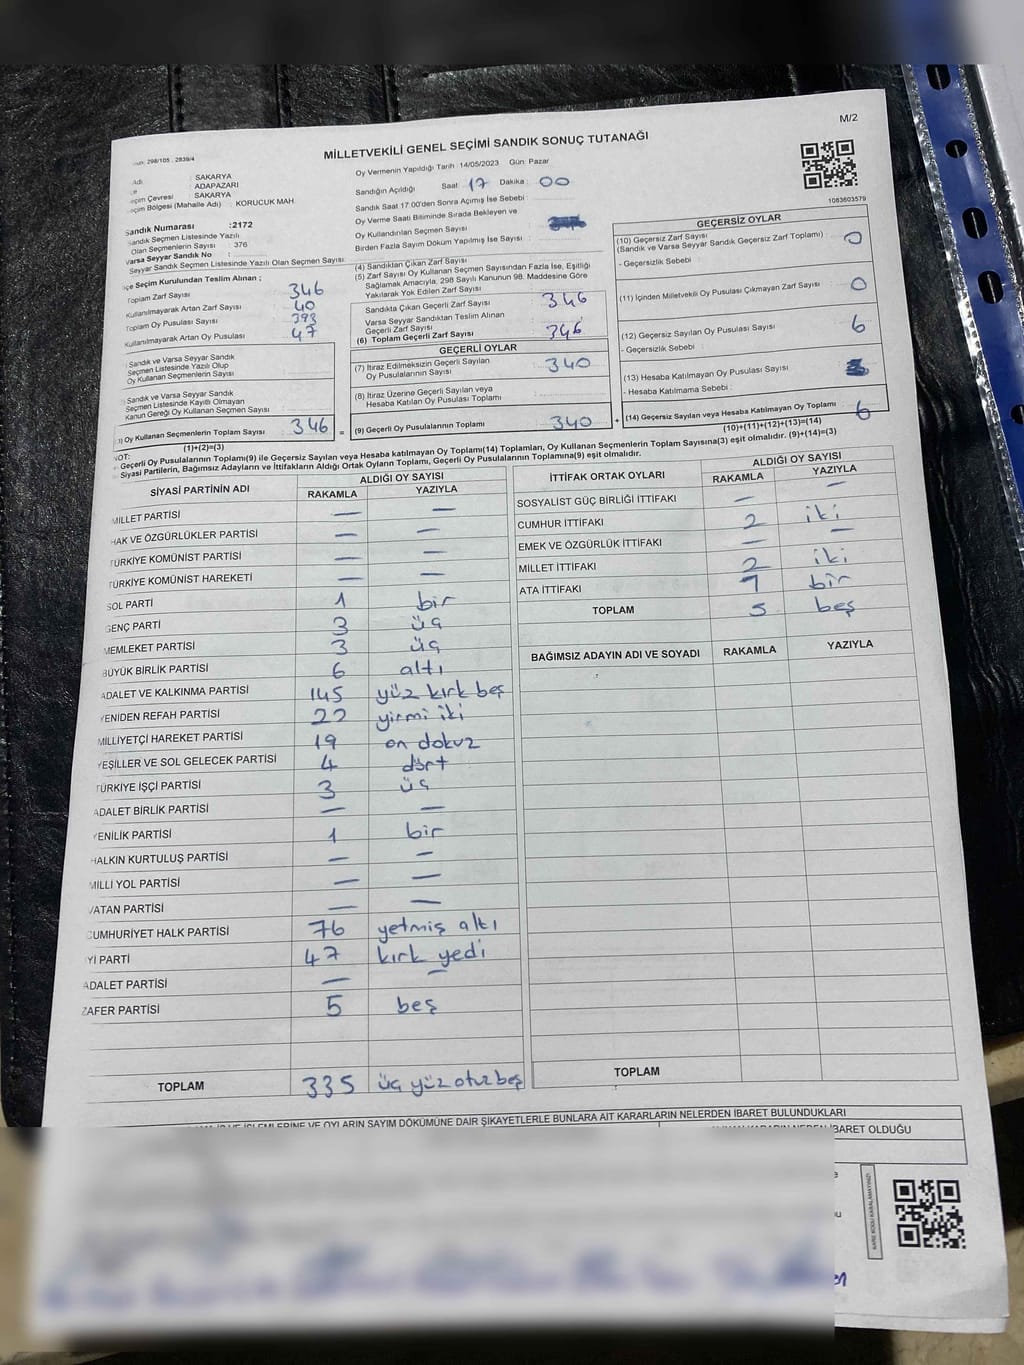 M/2
MİLLETVEKİLİ GENEL SEÇİMİ SANDIK SONUÇ TUTANAĞI
298/105 . 2839/4
Oy Vermenin Yapıldığı Tarih :14/05/2023 Gün: Pazar
Adı : SAKARYA
: ADAPAZARI
eçim Çevresi : SAKARYA
eçim Bölgesi (Mahalle Adı) : KORUCUK MAH.
Sandık Numarası :2172
Sandık Seçmen Listesinde Yazılı
Olan Seçmenlerin Sayısı : 376
Varsa Seyyar Sandık No :
Seyyar Sandık Seçmen Listesinde Yazılı Olan Seçmen Sayısı:
Sandığın Açıldığı Saat: 17 Dakika : 00
Sandık Saat 17:00'den Sonra Açımış İse Sebebi :
Oy Verme Saati Bitiminde Sırada Bekleyen ve
Oy Kullandırılan Seçmen Sayısı :
Birden Fazla Sayım Döküm Yapılmış İse Sayısı :
1083603579
çe Seçim Kurulundan Teslim Alınan ;
Toplam Zarf Sayısı : 346
Kullanılmayarak Artan Zarf Sayısı : 40
Toplam Oy Pusulası Sayısı : 393
Kullanılmayarak Artan Oy Pusulası : 47
) Sandık ve Varsa Seyyar Sandık
Seçmen Listesinde Yazılı Olup
Oy Kullanan Seçmenlerin Sayısı :
) Sandık ve Varsa Seyyar Sandık
Seçmen Listesinde Kayıtlı Olmayan
Kanun Gereği Oy Kullanan Seçmen Sayısı :
3) Oy Kullanan Seçmenlerin Toplam Sayısı : 346
(1)+(2)=(3)
(4) Sandıktan Çıkan Zarf Sayısı
(5) Zarf Sayısı Oy Kullanan Seçmen Sayısından Fazla İse, Eşitliği
Sağlamak Amacıyla, 298 Sayılı Kanunun 98. Maddesine Göre
Yakılarak Yok Edilen Zarf Sayısı :
Sandıkta Çıkan Geçerli Zarf Sayısı : 346
Varsa Seyyar Sandıktan Teslim Alınan
Geçerli Zarf Sayısı :
(6) Toplam Geçerli Zarf Sayısı : 346
GEÇERLİ OYLAR
(7) İtiraz Edilmeksizin Geçerli Sayılan
Oy Pusulalarının Sayısı : 340
(8) İtiraz Üzerine Geçerli Sayılan veya
Hesaba Katılan Oy Pusulası Toplamı :
= (9) Geçerli Oy Pusulalarının Toplamı : 340
GEÇERSİZ OYLAR
(10) Geçersiz Zarf Sayısı
(Sandık ve Varsa Seyyar Sandık Geçersiz Zarf Toplamı) : 0
- Geçersizlik Sebebi :
(11) İçinden Milletvekili Oy Pusulası Çıkmayan Zarf Sayısı : 0
(12) Geçersiz Sayılan Oy Pusulası Sayısı : 6
- Geçersizlik Sebebi :
(13) Hesaba Katılmayan Oy Pusulası Sayısı :
- Hesaba Katılmama Sebebi :
+ (14) Geçersiz Sayılan veya Hesaba Katılmayan Oy Toplamı : 6
(10)+(11)+(12)+(13)=(14)
NOT:
- Geçerli Oy Pusulalarının Toplamı(9) ile Geçersiz Sayılan veya Hesaba katılmayan Oy Toplamı(14) Toplamları, Oy Kullanan Seçmenlerin Toplam Sayısına(3) eşit olmalıdır. (9)+(14)=(3)
Siyasi Partilerin, Bağımsız Adayların ve İttifakların Aldığı Ortak Oyların Toplamı, Geçerli Oy Pusulalarının Toplamına(9) eşit olmalıdır.
SİYASİ PARTİNİN ADI ALDIĞI OY SAYISI
RAKAMLA YAZIYLA
MİLLET PARTİSİ — —
HAK VE ÖZGÜRLÜKLER PARTİSİ — —
TÜRKİYE KOMÜNİST PARTİSİ — —
TÜRKİYE KOMÜNİST HAREKETİ — —
SOL PARTİ 1 bir
GENÇ PARTİ 3 üç
MEMLEKET PARTİSİ 3 üç
BÜYÜK BİRLİK PARTİSİ 6 altı
ADALET VE KALKINMA PARTİSİ 145 yüz kırk beş
YENİDEN REFAH PARTİSİ 22 yirmi iki
MİLLİYETÇİ HAREKET PARTİSİ 19 on dokuz
YEŞİLLER VE SOL GELECEK PARTİSİ 4 dört
TÜRKİYE İŞÇİ PARTİSİ 3 üç
ADALET BİRLİK PARTİSİ — —
YENİLİK PARTİSİ 1 bir
HALKIN KURTULUŞ PARTİSİ — —
MİLLİ YOL PARTİSİ — —
VATAN PARTİSİ — —
CUMHURİYET HALK PARTİSİ 76 yetmiş altı
İYİ PARTİ 47 kırk yedi
ADALET PARTİSİ — —
ZAFER PARTİSİ 5 beş
TOPLAM 335 üç yüz otuz beş
İTTİFAK ORTAK OYLARI ALDIĞI OY SAYISI
RAKAMLA YAZIYLA
SOSYALİST GÜÇ BİRLİĞİ İTTİFAKI — —
CUMHUR İTTİFAKI 2 iki
EMEK VE ÖZGÜRLÜK İTTİFAKI — —
MİLLET İTTİFAKI 2 iki
ATA İTTİFAKI 1 bir
TOPLAM 5 beş
BAĞIMSIZ ADAYIN ADI VE SOYADI RAKAMLA YAZIYLA
TOPLAM
İŞLEMLERİNE VE OYLARIN SAYIM DÖKÜMÜNE DAİR ŞİKAYETLERLE BUNLARA AİT KARARLARIN NELERDEN İBARET BULUNDUKLARI
NEDEN İBARET OLDUĞU
KARE KODU KARALAMAYINIZ!